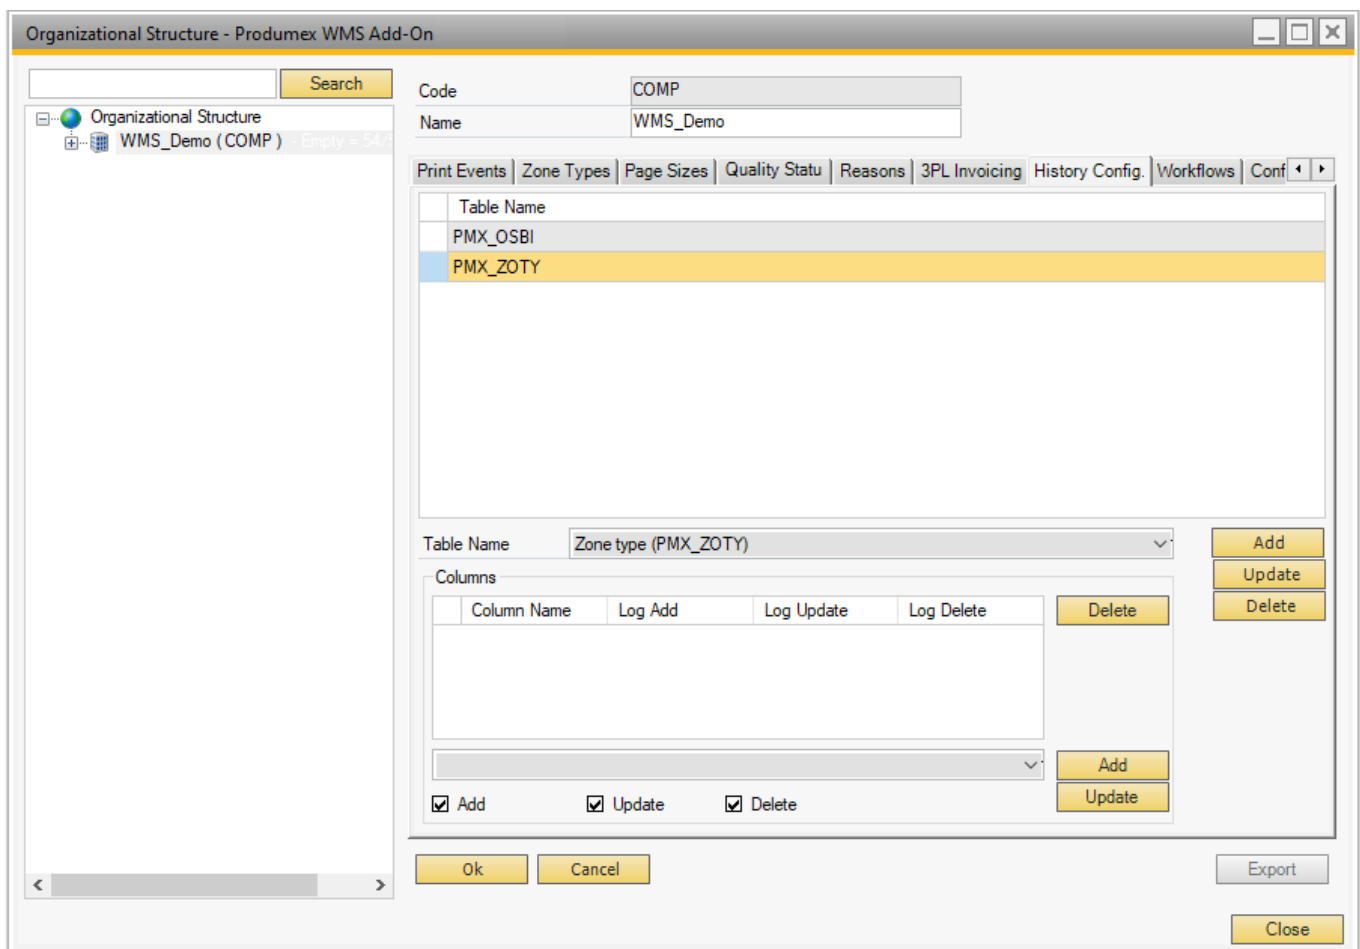 Organizational Structure - Produmex WMS Add-On
Search
Organizational Structure
WMS_Demo ( COMP ) - Empty = 54/
Code COMP
Name WMS_Demo
Print Events Zone Types Page Sizes Quality Statu Reasons 3PL Invoicing History Config. Workflows Conf
Table Name
PMX_OSBI
PMX_ZOTY
Table Name Zone type (PMX_ZOTY) Add
Update
Delete
Columns
Column Name Log Add Log Update Log Delete Delete
Add
Update
Add Update Delete
Ok Cancel Export
Close